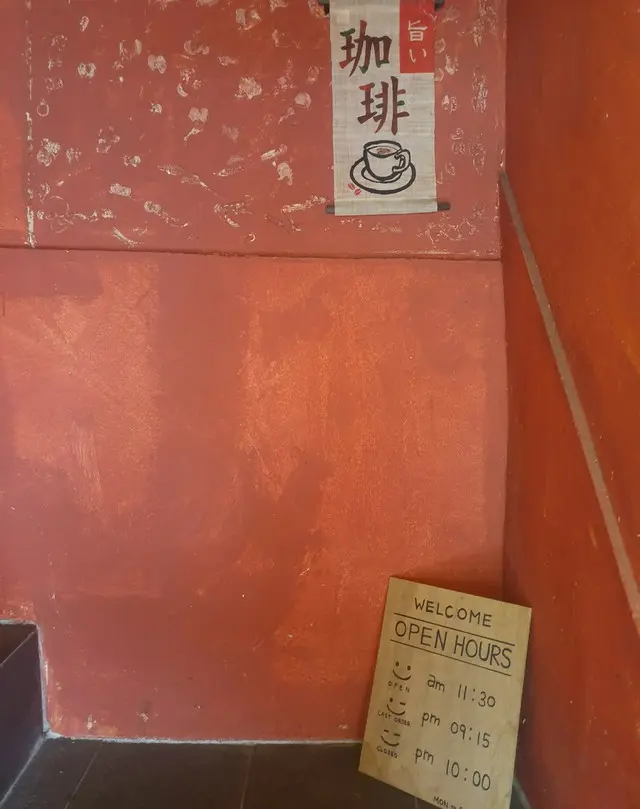 旨い
珈琲
WELCOME
OPEN HOURS
OPEN am 11:30
LAST ORDER pm 09:15
CLOSED pm 10:00
MON